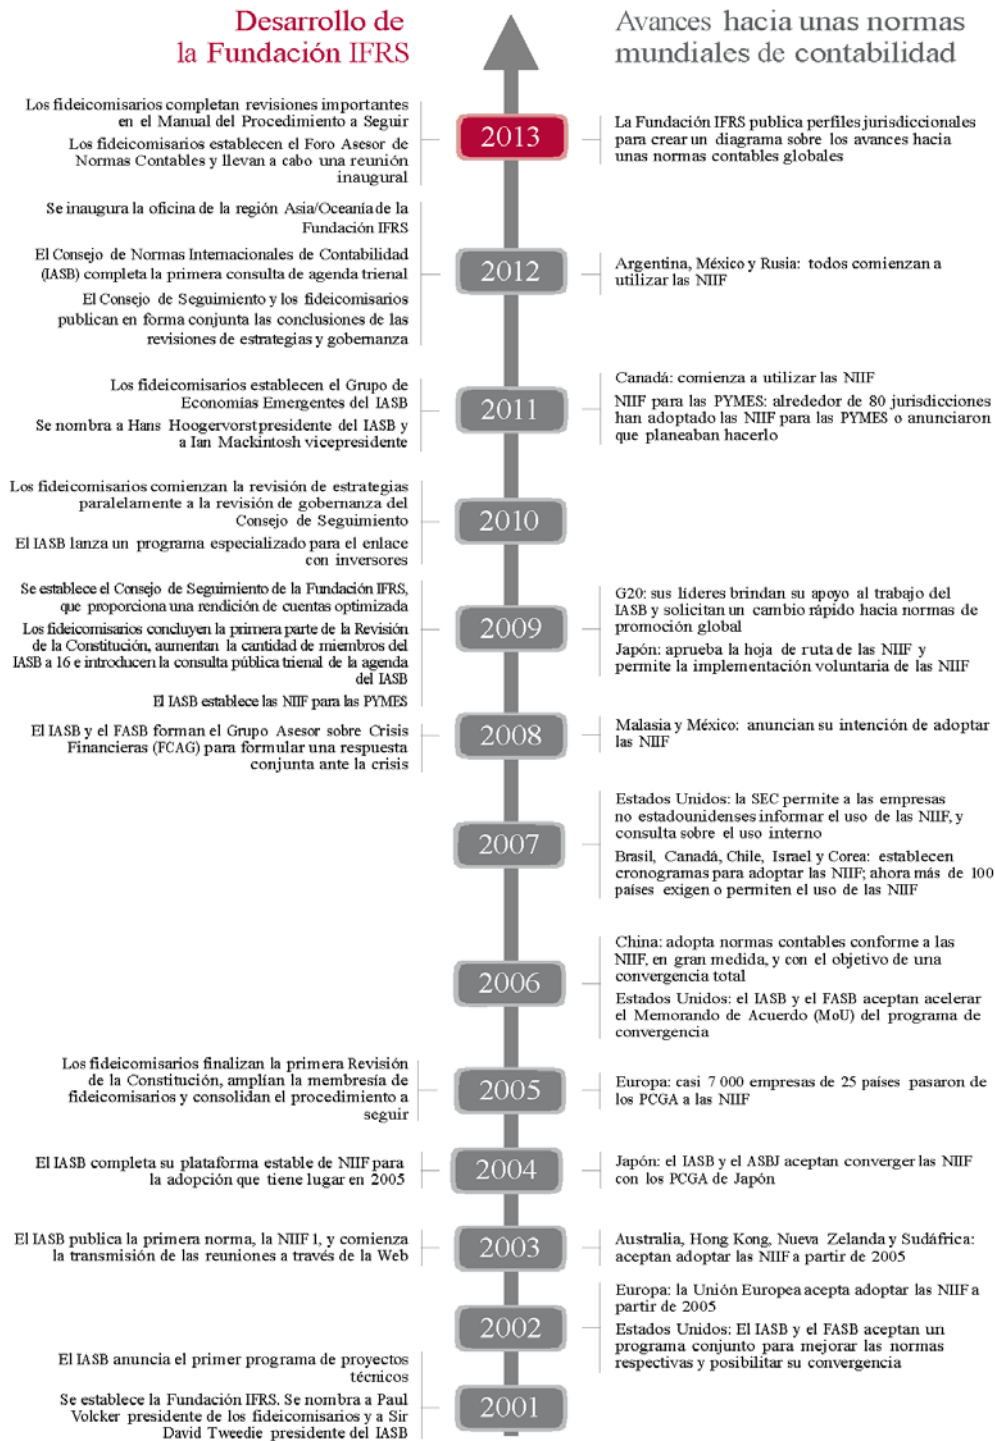 Desarrollo de
la Fundación IFRS
Avances hacia unas normas
mundiales de contabilidad
Los fideicomisarios completan revisiones importantes
en el Manual del Procedimiento a Seguir
Los fideicomisarios establecen el Foro Asesor de
Normas Contables y llevan a cabo una reunión
inaugural
2013
La Fundación IFRS publica perfiles jurisdiccionales
para crear un diagrama sobre los avances hacia
unas normas contables globales
Se inaugura la oficina de la región Asia/Oceanía de la
Fundación IFRS
El Consejo de Normas Internacionales de Contabilidad
(IASB) completa la primera consulta de agenda trienal
El Consejo de Seguimiento y los fideicomisarios
publican en forma conjunta las conclusiones de las
revisiones de estrategias y gobernanza
2012
Argentina, México y Rusia: todos comienzan a
utilizar las NIIF
Los fideicomisarios establecen el Grupo de
Economías Emergentes del IASB
Se nombra a Hans Hoogervorst presidente del IASB y
a Ian Mackintosh vicepresidente
2011
Canadá: comienza a utilizar las NIIF
NIIF para las PYMES: alrededor de 80 jurisdicciones
han adoptado las NIIF para las PYMES o anunciaron
que planeaban hacerlo
Los fideicomisarios comienzan la revisión de estrategias
paralelamente a la revisión de gobernanza del
Consejo de Seguimiento
El IASB lanza un programa especializado para el enlace
con inversores
2010
Se establece el Consejo de Seguimiento de la Fundación IFRS,
que proporciona una rendición de cuentas optimizada
Los fideicomisarios concluyen la primera parte de la Revisión
de la Constitución, aumentan la cantidad de miembros del
IASB a 16 e introducen la consulta pública trienal de la agenda
del IASB
El IASB establece las NIIF para las PYMES
2009
G20: sus líderes brindan su apoyo al trabajo del
IASB y solicitan un cambio rápido hacia normas de
promoción global
Japón: aprueba la hoja de ruta de las NIIF y
permite la implementación voluntaria de las NIIF
El IASB y el FASB forman el Grupo Asesor sobre Crisis
Financieras (FCAG) para formular una respuesta
conjunta ante la crisis
2008
Malasia y México: anuncian su intención de adoptar
las NIIF
2007
Estados Unidos: la SEC permite a las empresas
no estadounidenses informar el uso de las NIIF, y
consulta sobre el uso interno
Brasil, Canadá, Chile, Israel y Corea: establecen
cronogramas para adoptar las NIIF; ahora más de 100
países exigen o permiten el uso de las NIIF
2006
China: adopta normas contables conforme a las
NIIF, en gran medida, y con el objetivo de una
convergencia total
Estados Unidos: el IASB y el FASB aceptan acelerar
el Memorando de Acuerdo (MoU) del programa de
convergencia
Los fideicomisarios finalizan la primera Revisión
de la Constitución, amplían la membresía de
fideicomisarios y consolidan el procedimiento a
seguir
2005
Europa: casi 7 000 empresas de 25 países pasaron de
los PCGA a las NIIF
El IASB completa su plataforma estable de NIIF para
la adopción que tiene lugar en 2005
2004
Japón: el IASB y el ASBJ aceptan converger las NIIF
con los PCGA de Japón
El IASB publica la primera norma, la NIIF 1, y comienza
la transmisión de las reuniones a través de la Web
2003
Australia, Hong Kong, Nueva Zelanda y Sudáfrica:
aceptan adoptar las NIIF a partir de 2005
2002
Europa: la Unión Europea acepta adoptar las NIIF a
partir de 2005
Estados Unidos: El IASB y el FASB aceptan un
programa conjunto para mejorar las normas
respectivas y posibilitar su convergencia
El IASB anuncia el primer programa de proyectos
técnicos
Se establece la Fundación IFRS. Se nombra a Paul
Volcker presidente de los fideicomisarios y a Sir
David Tweedie presidente del IASB
2001